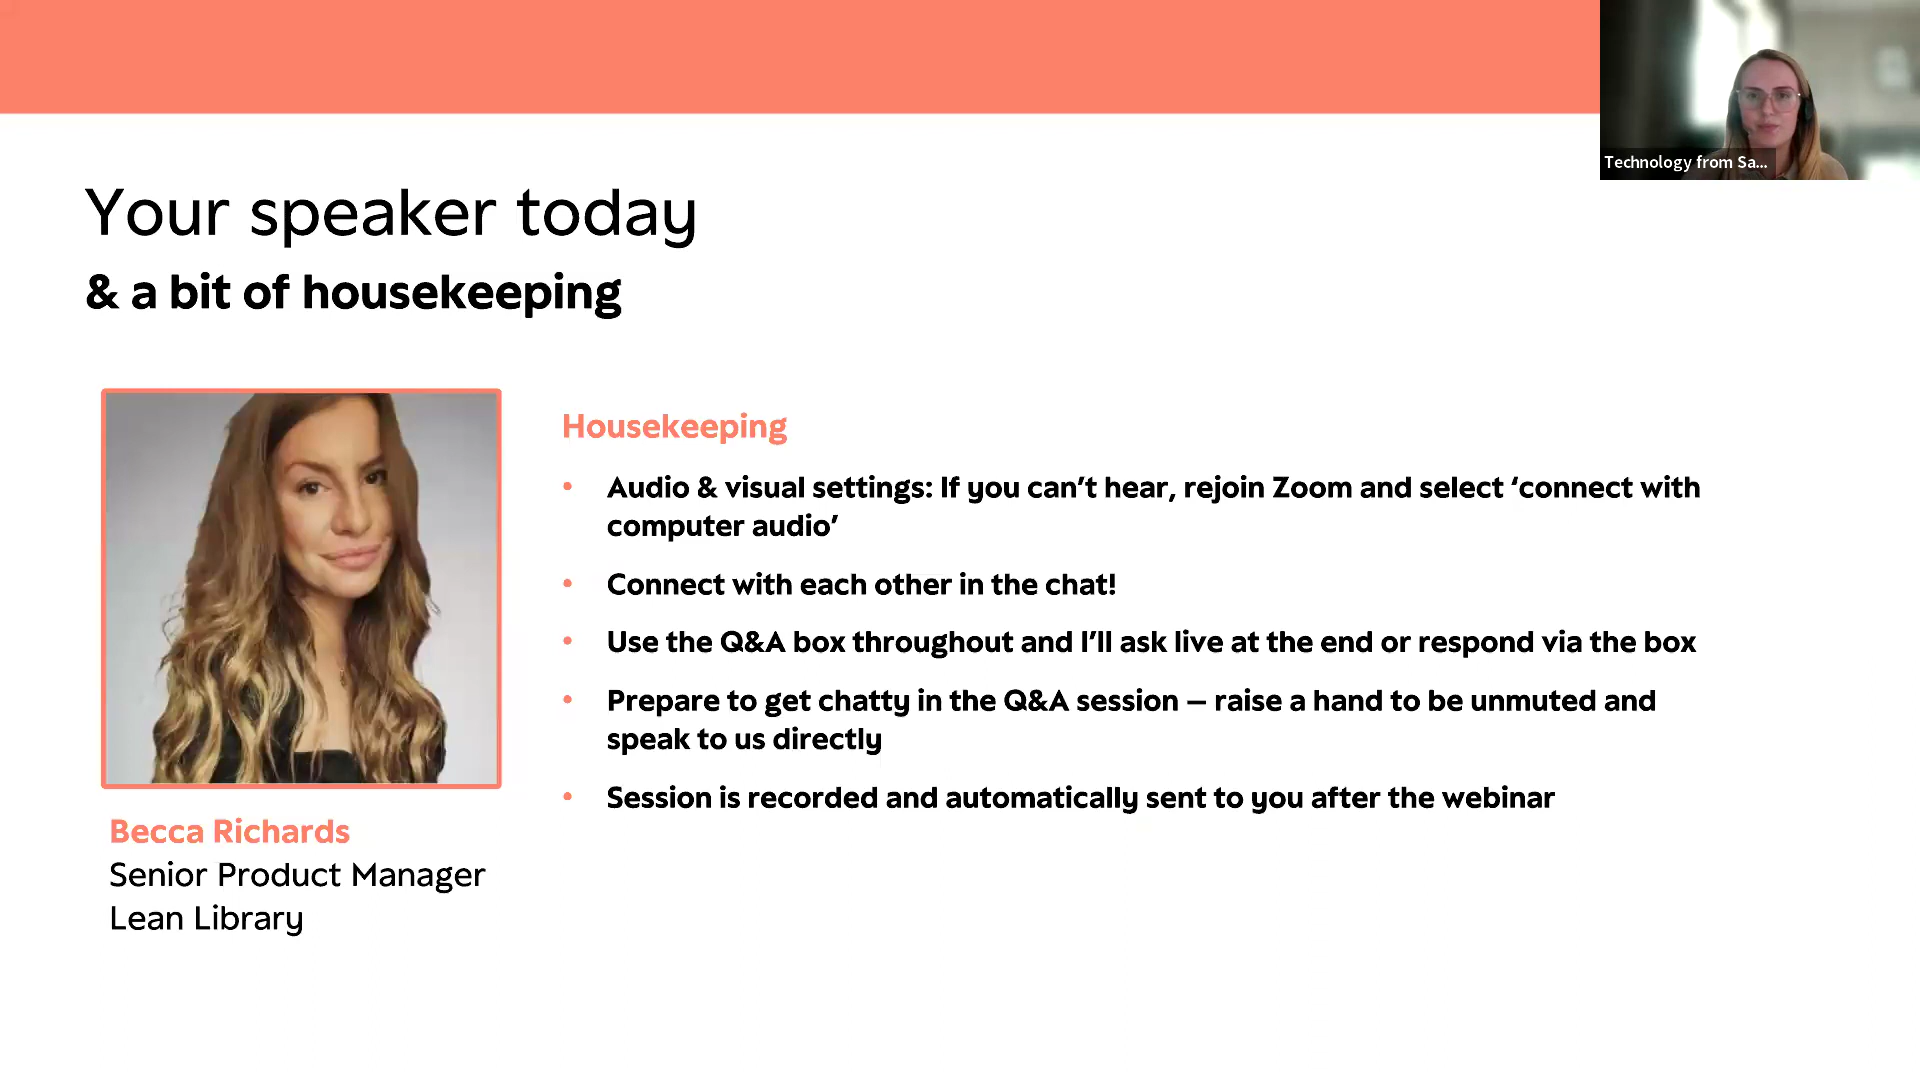 Technology from Sa...
Your speaker today
& a bit of housekeeping
Housekeeping
• Audio & visual settings: If you can’t hear, rejoin Zoom and select ‘connect with
computer audio’
• Connect with each other in the chat!
• Use the Q&A box throughout and I’ll ask live at the end or respond via the box
• Prepare to get chatty in the Q&A session – raise a hand to be unmuted and
speak to us directly
• Session is recorded and automatically sent to you after the webinar
Becca Richards
Senior Product Manager
Lean Library